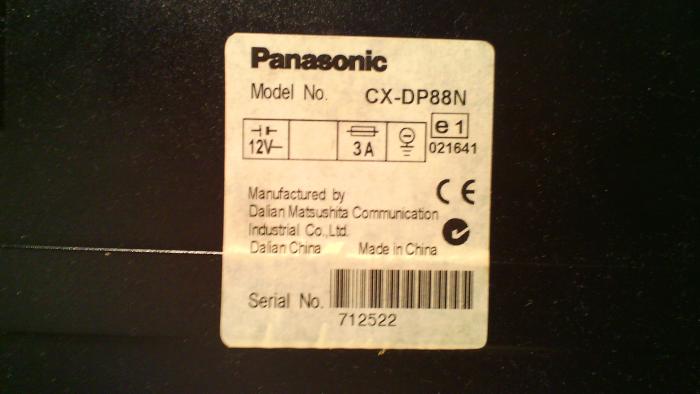 Panasonic
Model No. CX-DP88N
12V 3A e1
021641
Manufactured by CE
Dalian Matsushita Communication
Industrial Co.,Ltd.
Dalian China Made in China
Serial No.
712522